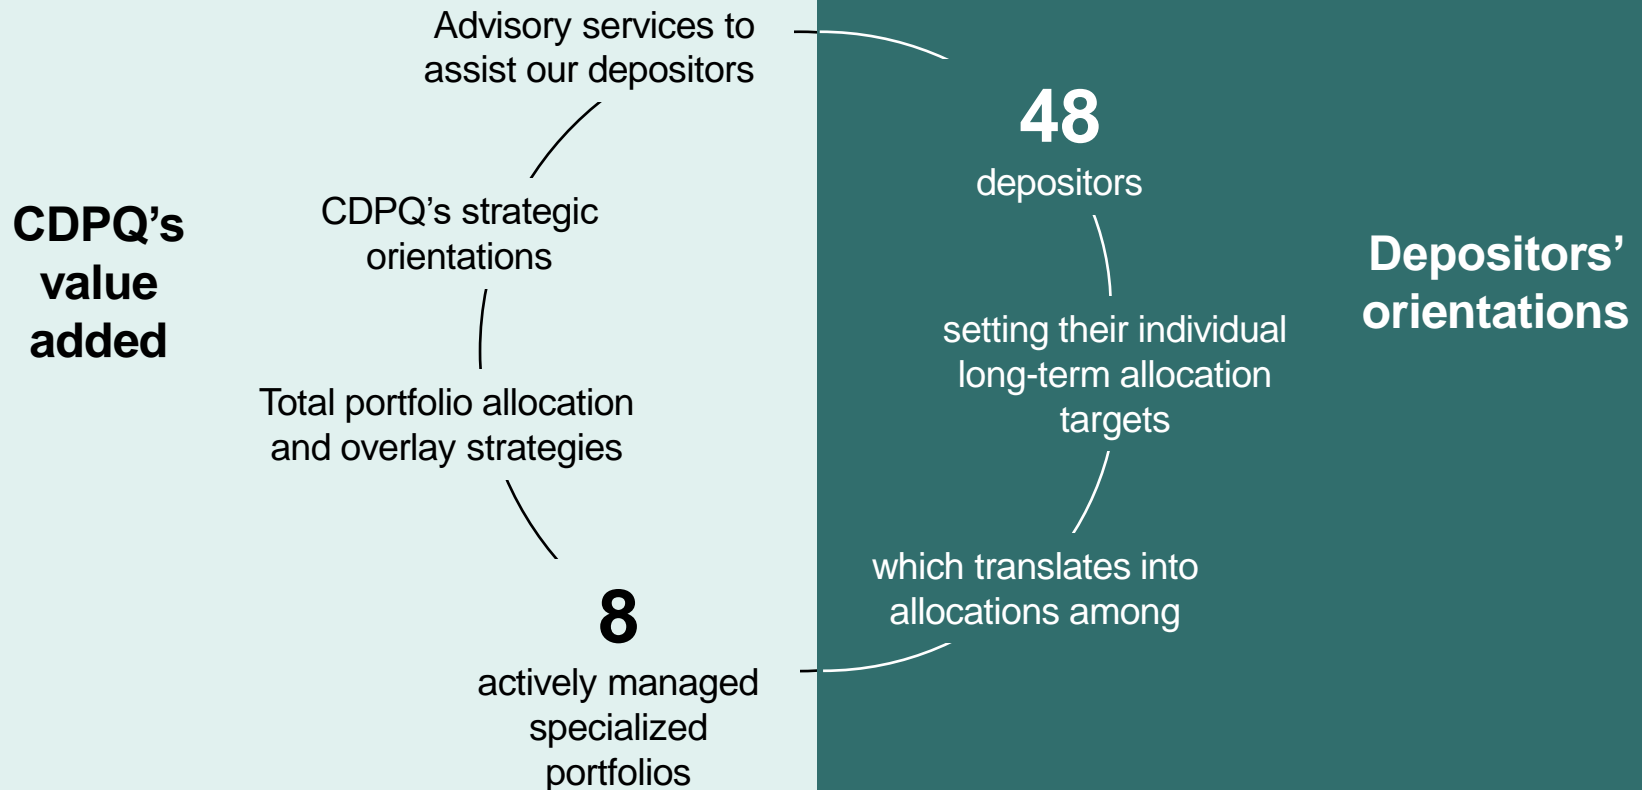 CDPQ’s
value
added
Advisory services to
assist our depositors
CDPQ’s strategic
orientations
Total portfolio allocation
and overlay strategies
8
actively managed
specialized
portfolios
48
depositors
setting their individual
long-term allocation
targets
which translates into
allocations among
Depositors’
orientations